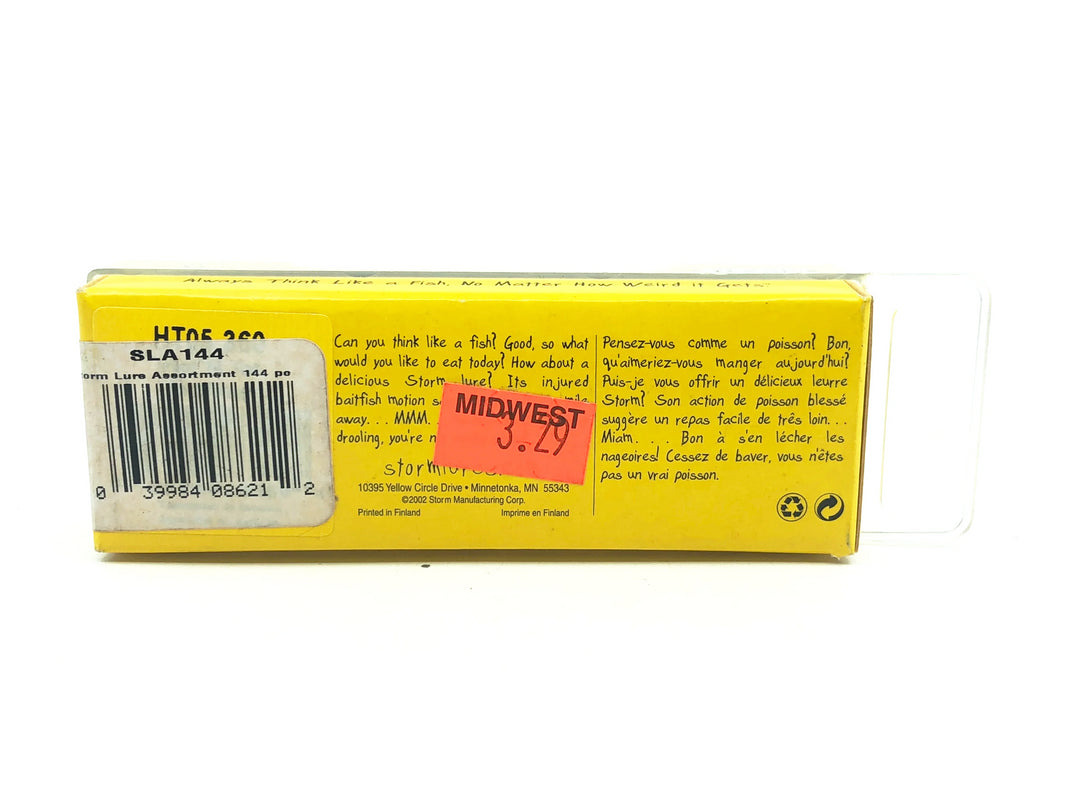 Always Think Like a Fish, No Matter How Weird it Gets
HT05 360
SLA144
orm Lure Assortment 144 pc
0 39984 08621 2
Can you think like a fish? Good, so what
would you like to eat today? How about a
delicious Storm lure? Its injured
baitfish motion mile
away. . . MMM.
drooling, you're
MIDWEST
3.29
10395 Yellow Circle Drive • Minnetonka, MN 55343
©2002 Storm Manufacturing Corp.
Printed in Finland Imprime en Finland
Pensez-vous comme un poisson? Bon,
qu'aimeriez-vous manger aujourd'hui?
Puis-je vous offrir un délicieux leurre
Storm? Son action de poisson blessé
suggère un repas facile de três loin. . .
Miam. . . Bon à s'en lécher les
nageoires! Cessez de baver, vous n'êtes
pas un vrai poisson.